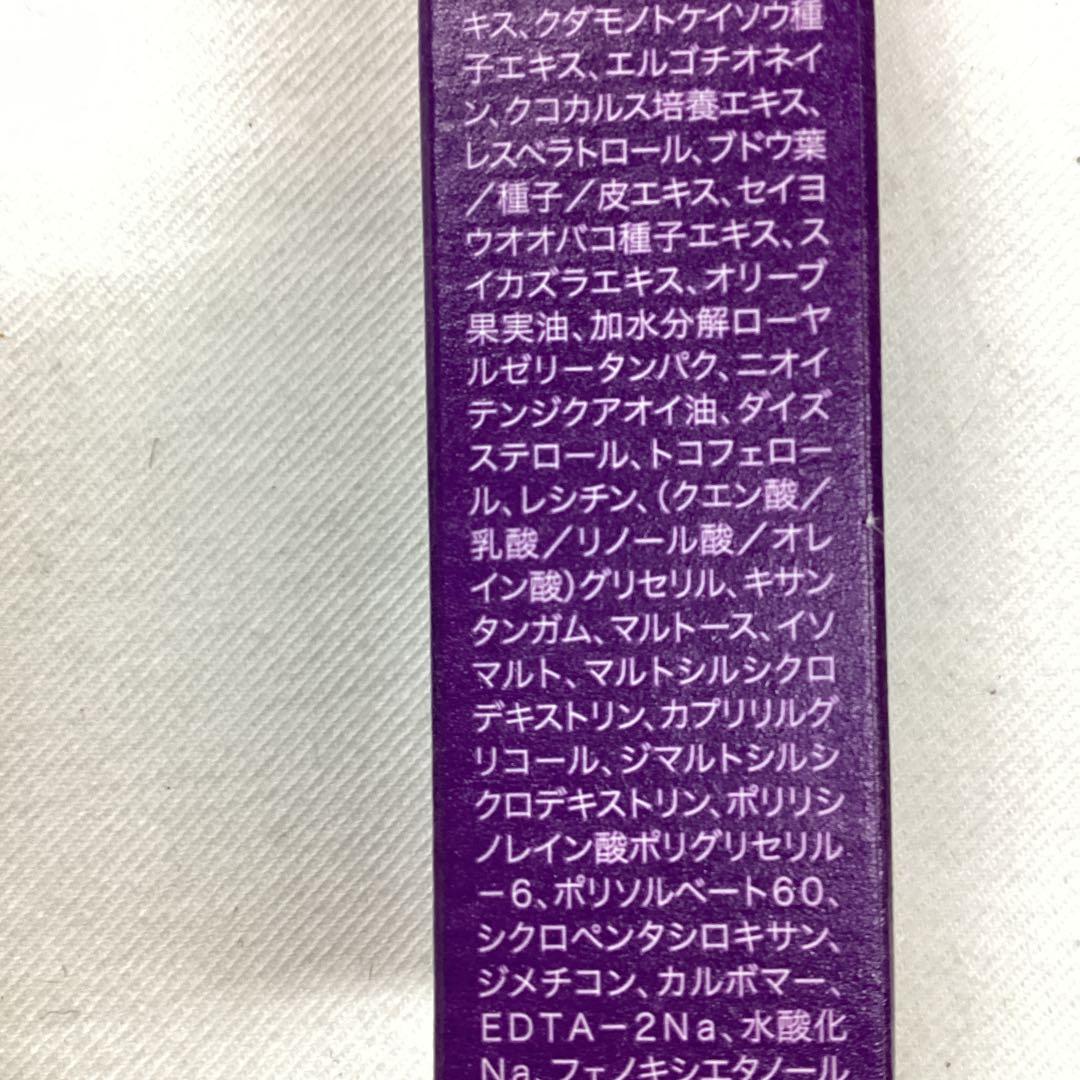 キス、クダモノトケイソウ種
子エキス、エルゴチオネイ
ン、クコカルス培養エキス、
レスベラトロール、ブドウ葉
／種子／皮エキス、セイヨ
ウオオバコ種子エキス、ス
イカズラエキス、オリーブ
果実油、加水分解ローヤ
ルゼリータンパク、ニオイ
テンジクアオイ油、ダイズ
ステロール、トコフェロー
ル、レシチン、（クエン酸／
乳酸／リノール酸／オレ
イン酸）グリセリル、キサン
タンガム、マルトース、イソ
マルト、マルトシルシクロ
デキストリン、カプリリルグ
リコール、ジマルトシルシ
クロデキストリン、ポリリシ
ノレイン酸ポリグリセリル
－6、ポリソルベート60、
シクロペンタシロキサン、
ジメチコン、カルボマー、
EDTA－2Na、水酸化
Na、フェノキシエタノール